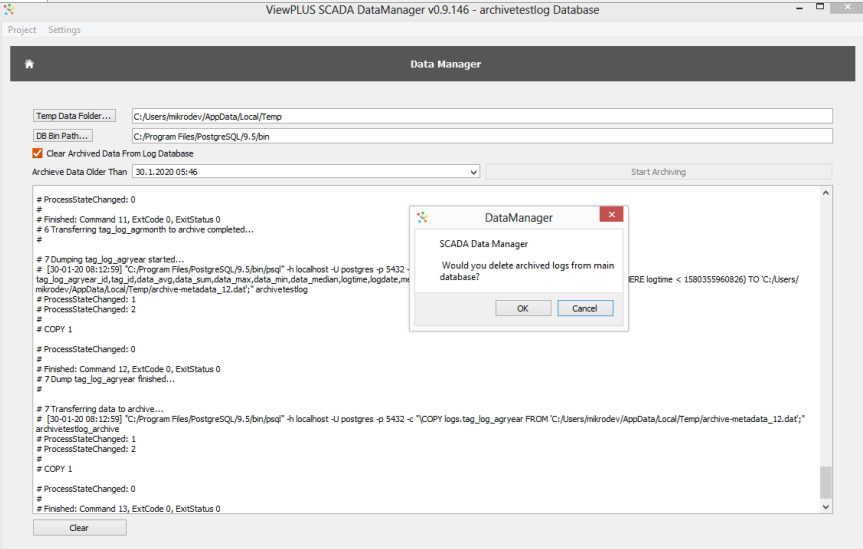 ViewPLUS SCADA DataManager v0.9.146 - archivetestlog Database
Project Settings
Data Manager
Temp Data Folder... C:/Users/mikrodev/AppData/Local/Temp
DB Bin Path... C:/Program Files/PostgreSQL/9.5/bin
Clear Archived Data From Log Database
Archieve Data Older Than 30.1.2020 05:46 Start Archiving
# ProcessStateChanged: 0
#
# Finished: Command 11, ExtCode 0, ExitStatus 0
# 6 Transferring tag_log_agrmonth to archive completed...
#
# 7 Dumping tag_log_agryear started...
# [30-01-20 08:12:59] "C:/Program Files/PostgreSQL/9.5/bin/psql" -h localhost -U postgres -p 5432 -
tag_log_agryear_id,tag_id,data_avg,data_sum,data_max,data_min,data_median,logtime,logdate,me
ERE logtime < 1580355960826) TO 'C:/Users/
mikrodev/AppData/Local/Temp/archive-metadata_12.dat';" archivetestlog
# ProcessStateChanged: 1
# ProcessStateChanged: 2
#
# COPY 1
# ProcessStateChanged: 0
#
# Finished: Command 12, ExtCode 0, ExitStatus 0
# 7 Dump tag_log_agryear finished...
#
# 7 Transferring data to archive...
# [30-01-20 08:12:59] "C:/Program Files/PostgreSQL/9.5/bin/psql" -h localhost -U postgres -p 5432 -c "\COPY logs.tag_log_agryear FROM 'C:/Users/mikrodev/AppData/Local/Temp/archive-metadata_12.dat';"
archivetestlog_archive
# ProcessStateChanged: 1
# ProcessStateChanged: 2
#
# COPY 1
# ProcessStateChanged: 0
#
# Finished: Command 13, ExtCode 0, ExitStatus 0
DataManager
SCADA Data Manager
Would you delete archived logs from main
database?
OK Cancel
Clear